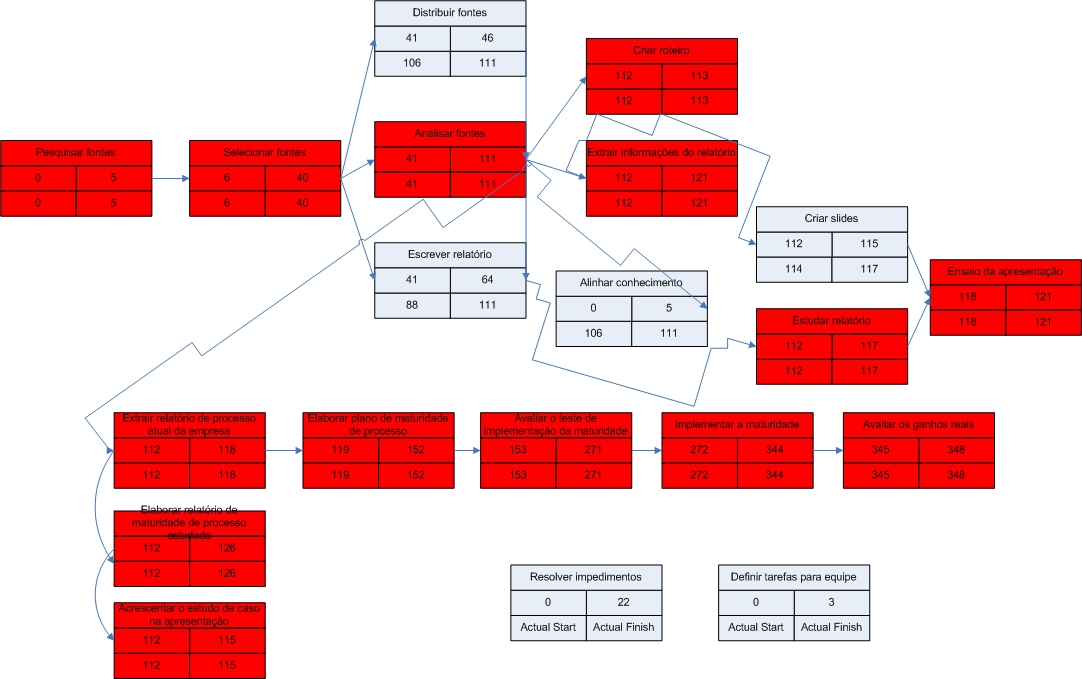 Distribuir fontes
41 46
106 111
Criar roteiro
112 113
112 113
Pesquisar fontes
0 5
0 5
Selecionar fontes
6 40
6 40
Analisar fontes
41 111
41 111
Extrair informações do relatório
112 121
112 121
Escrever relatório
41 64
88 111
Alinhar conhecimento
0 5
106 111
Criar slides
112 115
114 117
Estudar relatório
112 117
112 117
Ensaio da apresentação
118 121
118 121
Extrair relatório de processo
atual da empresa
112 118
112 118
Elaborar plano de maturidade
de processo
119 152
119 152
Avaliar o teste de
implementação da maturidade
153 271
153 271
Implementar a maturidade
272 344
272 344
Avaliar os ganhos reais
345 348
345 348
Elaborar relatório de
maturidade de processo
estudado
112 126
112 126
Acrescentar o estudo de caso
na apresentação
112 115
112 115
Resolver impedimentos
0 22
Actual Start Actual Finish
Definir tarefas para equipe
0 3
Actual Start Actual Finish